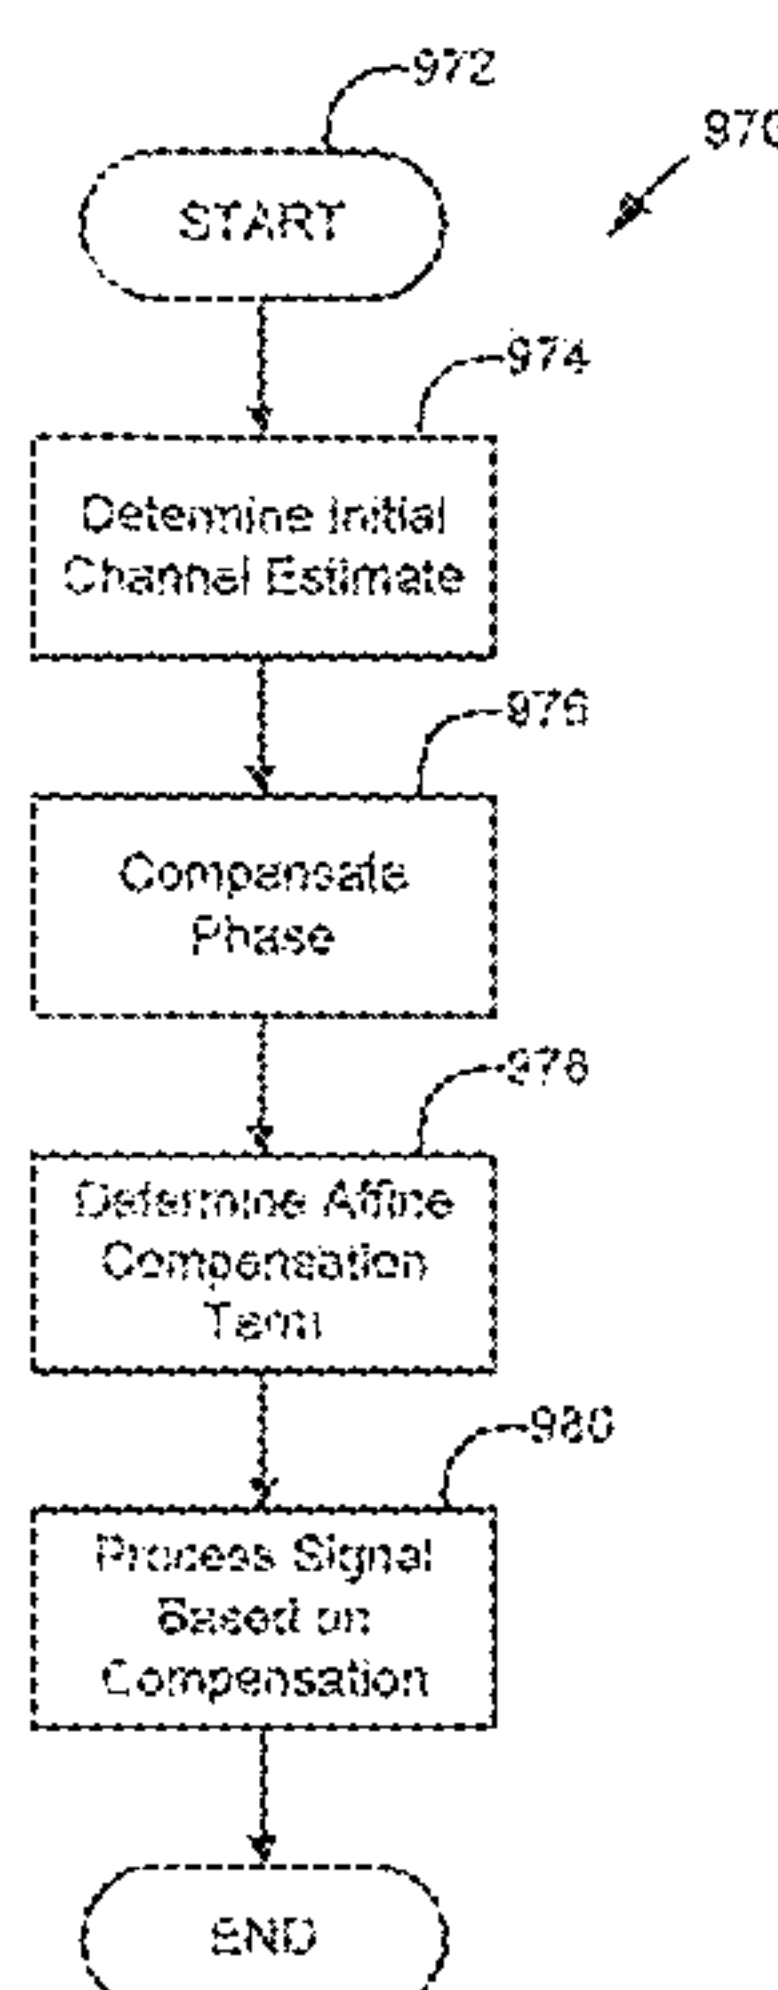 972
970
START
974
Determine Initial
Channel Estimate
976
Compensate
Phase
978
Determine Affine
Compensation
Term
980
Process Signal
Based on
Compensation
END